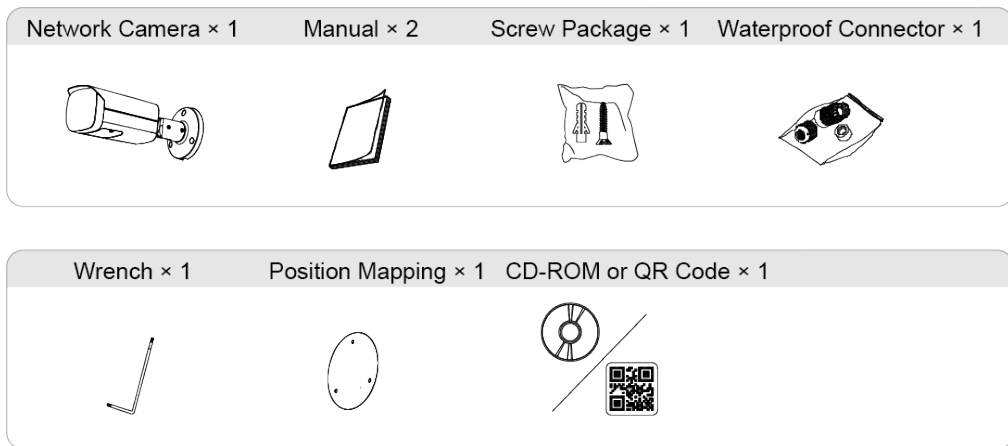 Network Camera × 1
Manual × 2
Screw Package × 1
Waterproof Connector × 1
Wrench × 1
Position Mapping × 1
CD-ROM or QR Code × 1